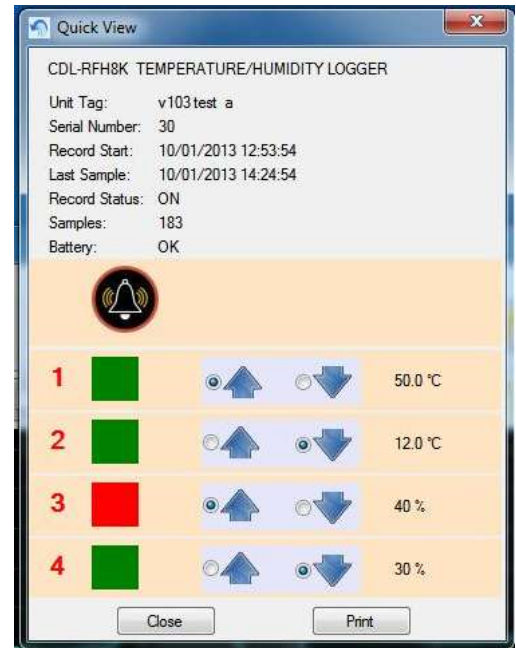 Quick View
CDL-RFH8K TEMPERATURE/HUMIDITY LOGGER
Unit Tag: v103 test a
Serial Number: 30
Record Start: 10/01/2013 12:53:54
Last Sample: 10/01/2013 14:24:54
Record Status: ON
Samples: 183
Battery: OK
1 50.0 °C
2 12.0 °C
3 40 %
4 30 %
Close Print